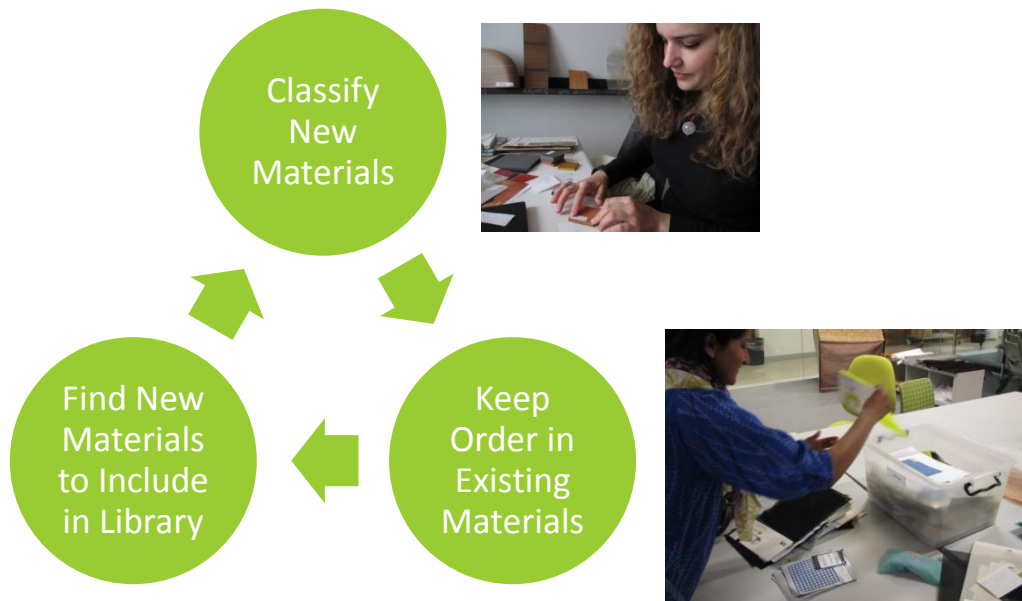 Classify
New
Materials
Keep
Order in
Existing
Materials
Find New
Materials
to Include
in Library